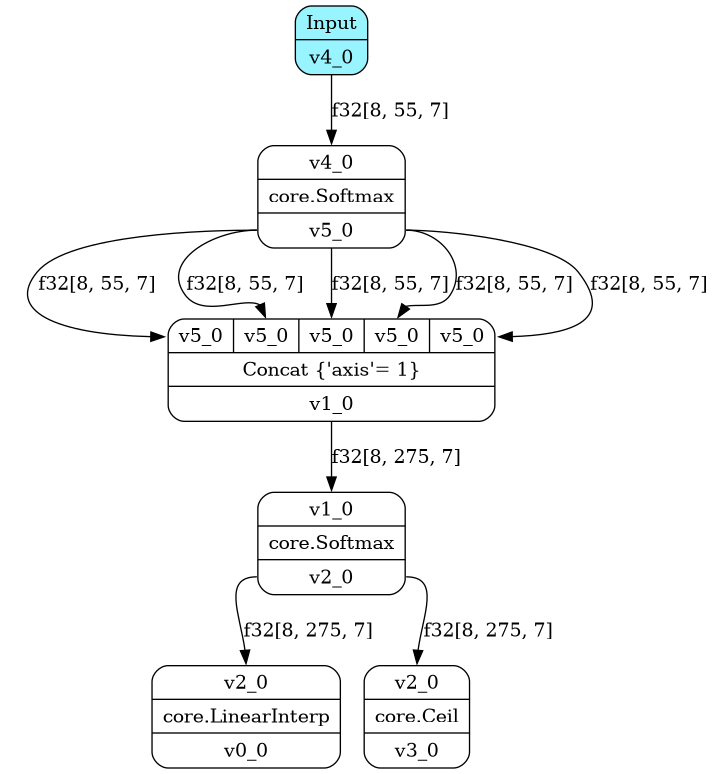 Input
v4_0
f32[8, 55, 7]
v4_0
core.Softmax
v5_0
f32[8, 55, 7] f32[8, 55, 7] f32[8, 55, 7] f32[8, 55, 7] f32[8, 55, 7]
v5_0 v5_0 v5_0 v5_0 v5_0
Concat {'axis'= 1}
v1_0
f32[8, 275, 7]
v1_0
core.Softmax
v2_0
f32[8, 275, 7] f32[8, 275, 7]
v2_0 v2_0
core.LinearInterp core.Ceil
v0_0 v3_0